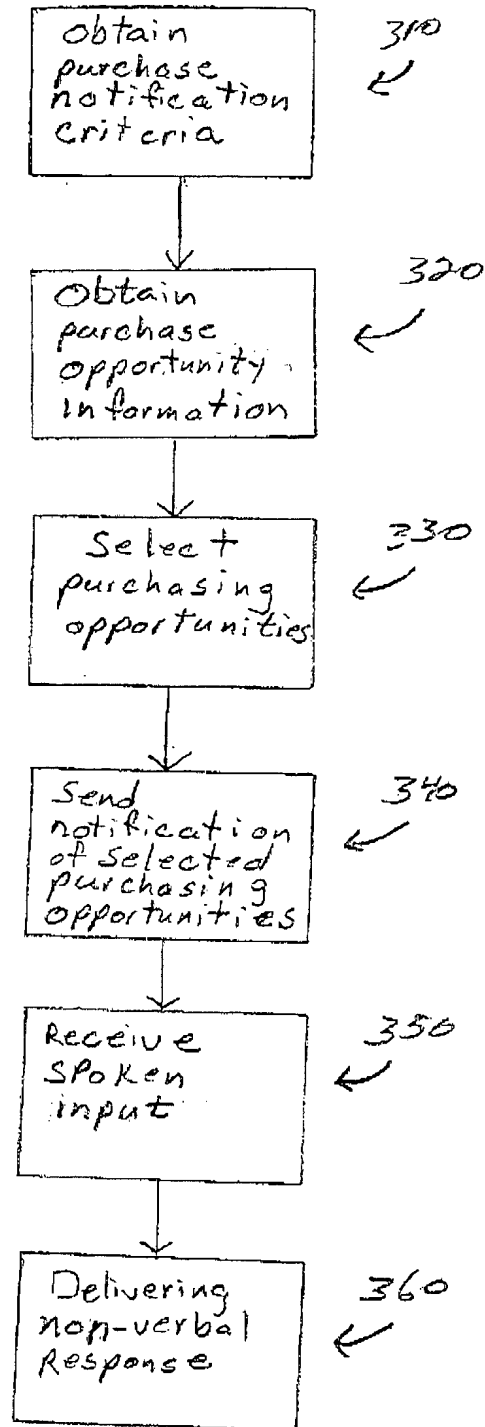 Obtain
purchase
notification
criteria
310
Obtain
purchase
opportunity
Information
320
Select
purchasing
opportunities
330
Send
notification
of selected
purchasing
opportunities
340
Receive
SPoken
input
350
Delivering
non-verbal
Response
360